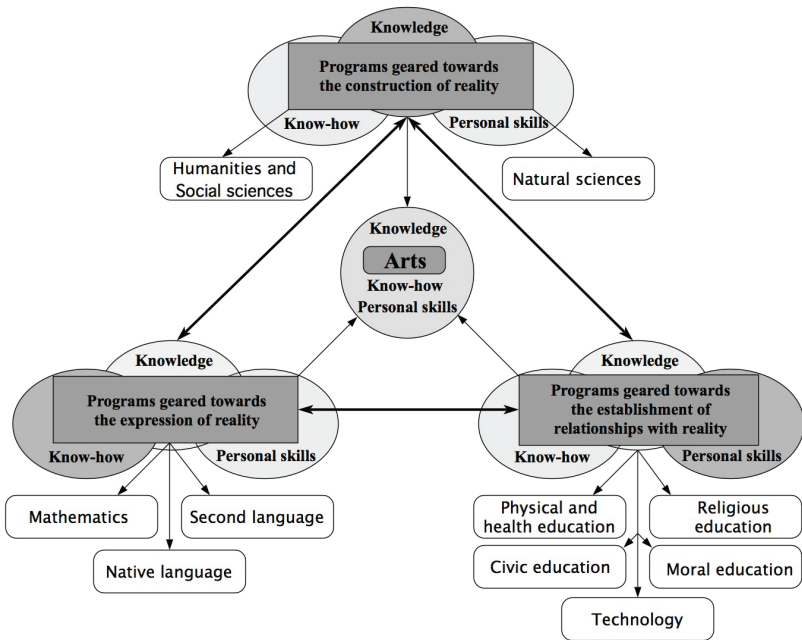 Knowledge
Programs geared towards
the construction of reality
Know-how
Personal skills
Humanities and
Social sciences
Natural sciences
Knowledge
Arts
Know-how
Personal skills
Knowledge
Programs geared towards
the expression of reality
Know-how
Personal skills
Mathematics
Second language
Native language
Knowledge
Programs geared towards
the establishment of
relationships with reality
Know-how
Personal skills
Physical and
health education
Religious
education
Civic education
Moral education
Technology